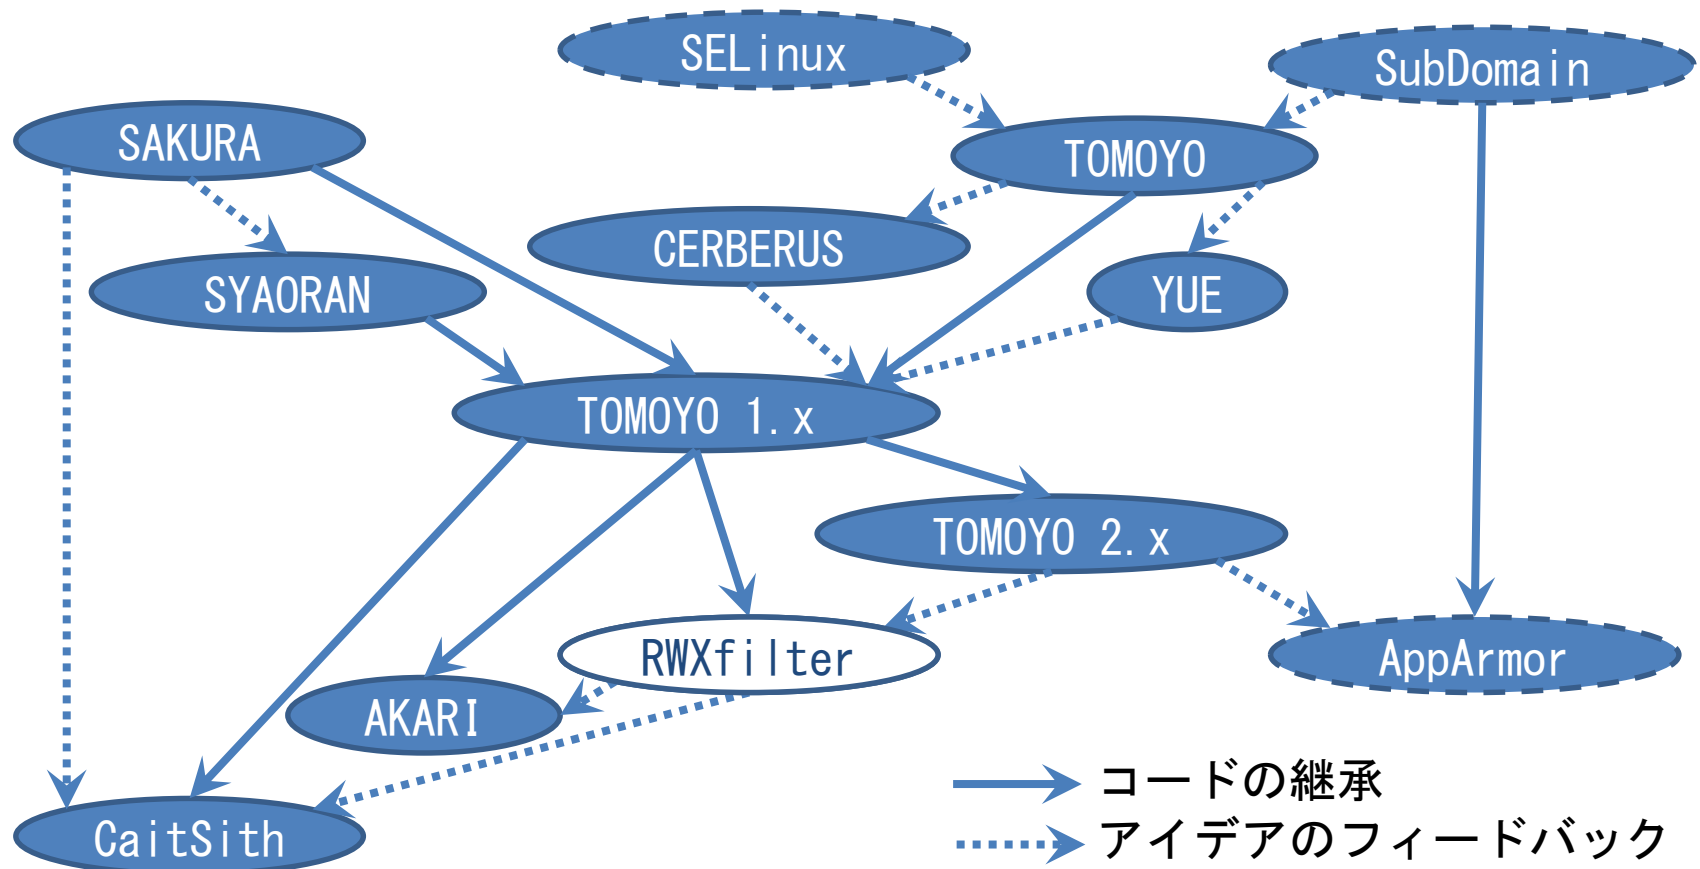 SELinux
SubDomain
SAKURA
TOMOYO
CERBERUS
SYAORAN
YUE
TOMOYO 1.x
TOMOYO 2.x
RWXfilter
AppArmor
AKARI
コードの継承
CaitSith
アイデアのフィードバック